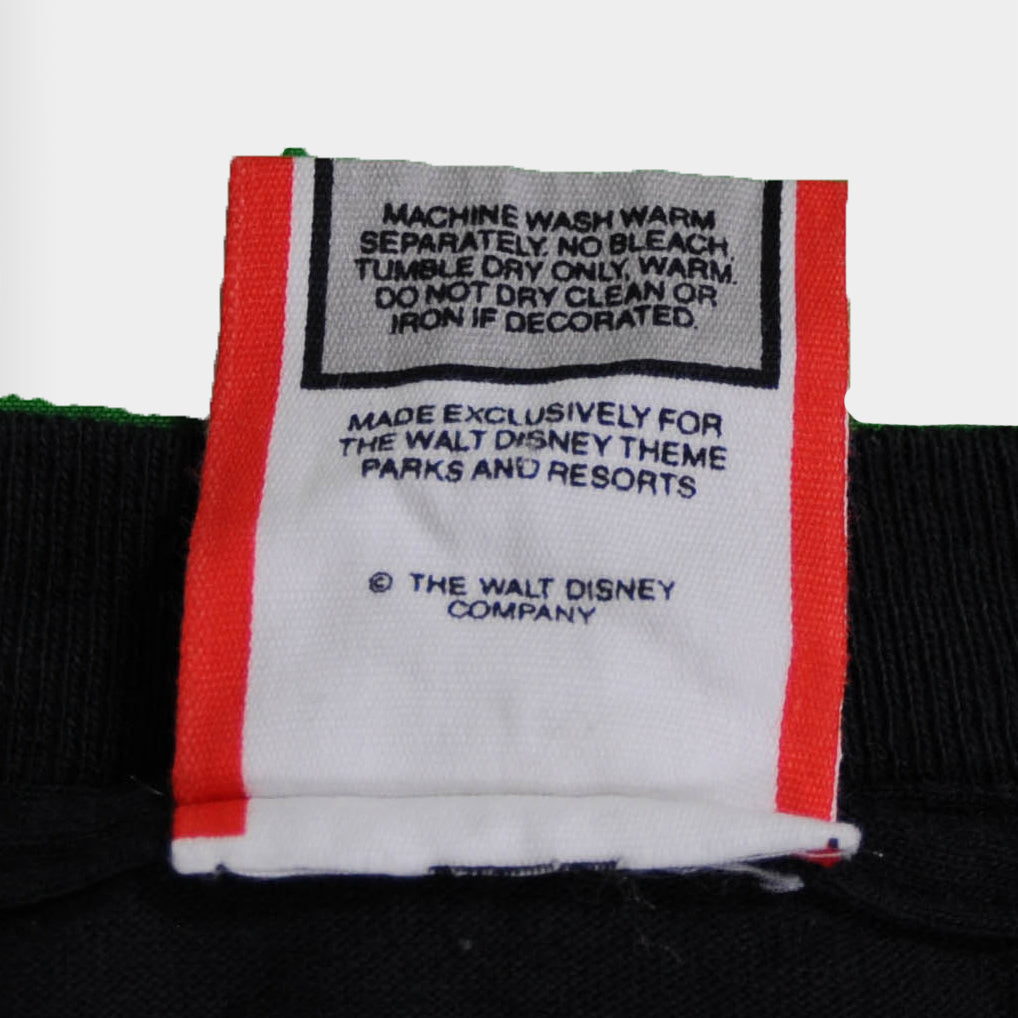 MACHINE WASH WARM
SEPARATELY. NO BLEACH.
TUMBLE DRY ONLY, WARM.
DO NOT DRY CLEAN OR
IRON IF DECORATED.
MADE EXCLUSIVELY FOR
THE WALT DISNEY THEME
PARKS AND RESORTS
© THE WALT DISNEY
COMPANY